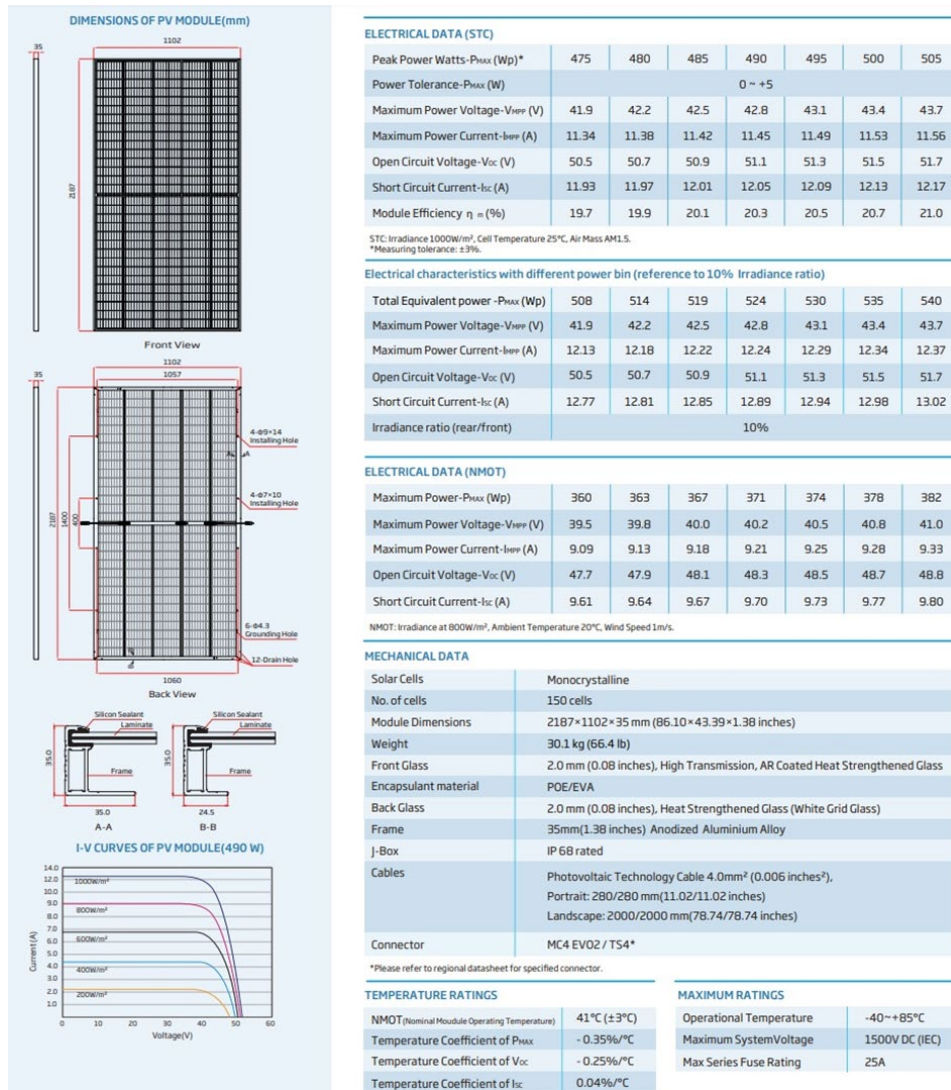 DIMENSIONS OF PV MODULE(mm)
35
1102
2187
Front View
35
1102
1057
4-Φ9×14
Installing Hole
A A
4-Φ7×10
Installing Hole
2187
1400
400
6-Φ4.3
Grounding Hole
12-Drain Hole
B
B
1060
Back View
Silicon Sealant
Laminate
Frame
35.0
35.0
A-A
Silicon Sealant
Laminate
Frame
35.0
24.5
B-B
I-V CURVES OF PV MODULE(490 W)
Current(A)
14.0
12.0
10.0
9.0
8.0
7.0
6.0
5.0
4.0
3.0
2.0
1.0
1000W/m²
800W/m²
600W/m²
400W/m²
200W/m²
0 10 20 30 40 50 60
Voltage(V)
ELECTRICAL DATA (STC)
Peak Power Watts-PMAX (Wp)* 475 480 485 490 495 500 505
Power Tolerance-PMAX (W) 0 ~ +5
Maximum Power Voltage-VMPP (V) 41.9 42.2 42.5 42.8 43.1 43.4 43.7
Maximum Power Current-IMPP (A) 11.34 11.38 11.42 11.45 11.49 11.53 11.56
Open Circuit Voltage-VOC (V) 50.5 50.7 50.9 51.1 51.3 51.5 51.7
Short Circuit Current-ISC (A) 11.93 11.97 12.01 12.05 12.09 12.13 12.17
Module Efficiency η m (%) 19.7 19.9 20.1 20.3 20.5 20.7 21.0
STC: Irradiance 1000W/m², Cell Temperature 25°C, Air Mass AM1.5.
*Measuring tolerance: ±3%.
Electrical characteristics with different power bin (reference to 10% Irradiance ratio)
Total Equivalent power -PMAX (Wp) 508 514 519 524 530 535 540
Maximum Power Voltage-VMPP (V) 41.9 42.2 42.5 42.8 43.1 43.4 43.7
Maximum Power Current-IMPP (A) 12.13 12.18 12.22 12.24 12.29 12.34 12.37
Open Circuit Voltage-VOC (V) 50.5 50.7 50.9 51.1 51.3 51.5 51.7
Short Circuit Current-ISC (A) 12.77 12.81 12.85 12.89 12.94 12.98 13.02
Irradiance ratio (rear/front) 10%
ELECTRICAL DATA (NMOT)
Maximum Power-PMAX (Wp) 360 363 367 371 374 378 382
Maximum Power Voltage-VMPP (V) 39.5 39.8 40.0 40.2 40.5 40.8 41.0
Maximum Power Current-IMPP (A) 9.09 9.13 9.18 9.21 9.25 9.28 9.33
Open Circuit Voltage-VOC (V) 47.7 47.9 48.1 48.3 48.5 48.7 48.8
Short Circuit Current-ISC (A) 9.61 9.64 9.67 9.70 9.73 9.77 9.80
NMOT: Irradiance at 800W/m², Ambient Temperature 20°C, Wind Speed 1m/s.
MECHANICAL DATA
Solar Cells Monocrystalline
No. of cells 150 cells
Module Dimensions 2187×1102×35 mm (86.10×43.39×1.38 inches)
Weight 30.1 kg (66.4 lb)
Front Glass 2.0 mm (0.08 inches), High Transmission, AR Coated Heat Strengthened Glass
Encapsulant material POE/EVA
Back Glass 2.0 mm (0.08 inches), Heat Strengthened Glass (White Grid Glass)
Frame 35mm(1.38 inches) Anodized Aluminium Alloy
J-Box IP 68 rated
Cables Photovoltaic Technology Cable 4.0mm² (0.006 inches²),
Portrait: 280/280 mm(11.02/11.02 inches)
Landscape: 2000/2000 mm(78.74/78.74 inches)
Connector MC4 EVO2 / TS4*
*Please refer to regional datasheet for specified connector.
TEMPERATURE RATINGS
NMOT(Nominal Moudule Operating Temperature) 41°C (±3°C)
Temperature Coefficient of PMAX - 0.35%/°C
Temperature Coefficient of VOC - 0.25%/°C
Temperature Coefficient of ISC 0.04%/°C
MAXIMUM RATINGS
Operational Temperature -40~+85°C
Maximum SystemVoltage 1500V DC (IEC)
Max Series Fuse Rating 25A